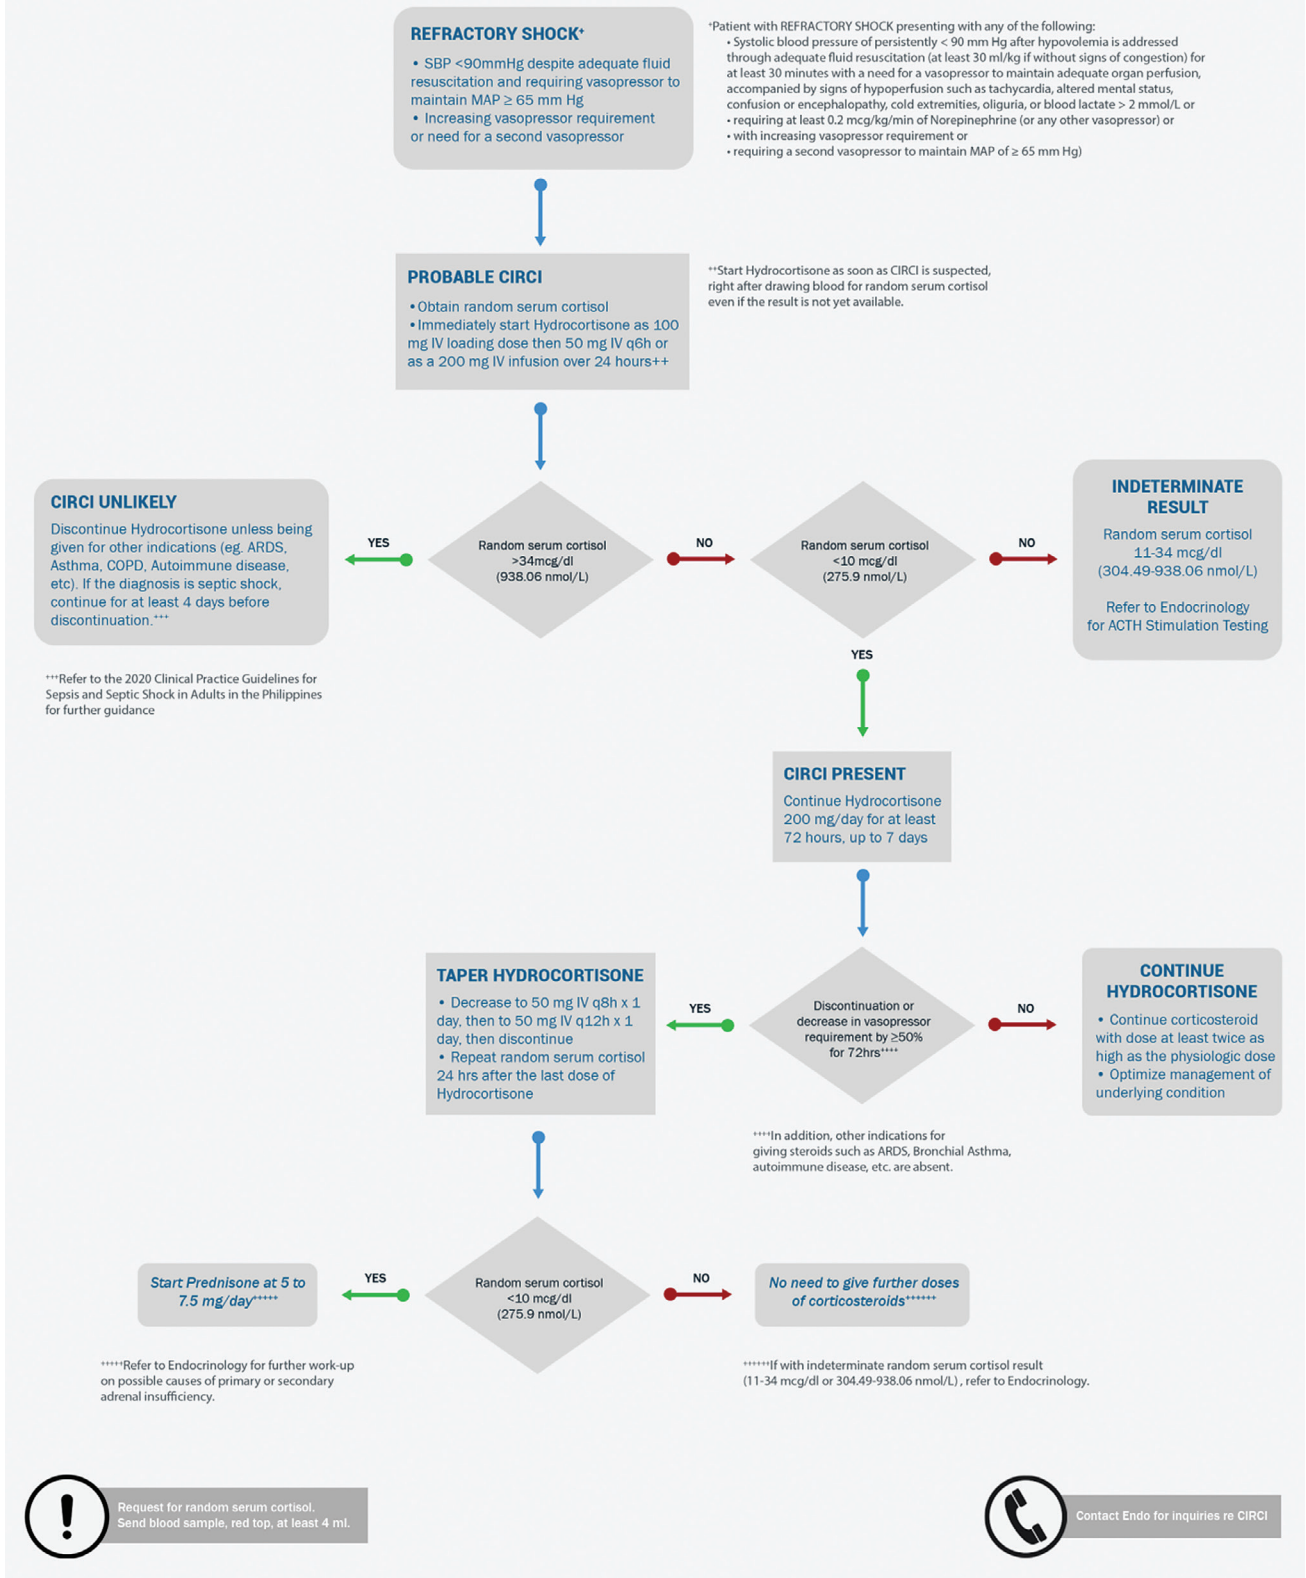 REFRACTORY SHOCK+
• SBP <90mmHg despite adequate fluid
resuscitation and requiring vasopressor to
maintain MAP ≥ 65 mm Hg
• Increasing vasopressor requirement
or need for a second vasopressor
+Patient with REFRACTORY SHOCK presenting with any of the following:
• Systolic blood pressure of persistently < 90 mm Hg after hypovolemia is addressed
through adequate fluid resuscitation (at least 30 ml/kg if without signs of congestion) for
at least 30 minutes with a need for a vasopressor to maintain adequate organ perfusion,
accompanied by signs of hypoperfusion such as tachycardia, altered mental status,
confusion or encephalopathy, cold extremities, oliguria, or blood lactate > 2 mmol/L or
• requiring at least 0.2 mcg/kg/min of Norepinephrine (or any other vasopressor) or
• with increasing vasopressor requirement or
• requiring a second vasopressor to maintain MAP of ≥ 65 mm Hg)
PROBABLE CIRCI
•Obtain random serum cortisol
•Immediately start Hydrocortisone as 100
mg IV loading dose then 50 mg IV q6h or
as a 200 mg IV infusion over 24 hours++
++Start Hydrocortisone as soon as CIRCI is suspected,
right after drawing blood for random serum cortisol
even if the result is not yet available.
CIRCI UNLIKELY
Discontinue Hydrocortisone unless being
given for other indications (eg. ARDS,
Asthma, COPD, Autoimmune disease,
etc). If the diagnosis is septic shock,
continue for at least 4 days before
discontinuation.+++
YES
Random serum cortisol
>34mcg/dl
(938.06 nmol/L)
NO
Random serum cortisol
<10 mcg/dl
(275.9 nmol/L)
NO
INDETERMINATE
RESULT
Random serum cortisol
11-34 mcg/dl
(304.49-938.06 nmol/L)
Refer to Endocrinology
for ACTH Stimulation Testing
+++Refer to the 2020 Clinical Practice Guidelines for
Sepsis and Septic Shock in Adults in the Philippines
for further guidance
YES
CIRCI PRESENT
Continue Hydrocortisone
200 mg/day for at least
72 hours, up to 7 days
TAPER HYDROCORTISONE
• Decrease to 50 mg IV q8h x 1
day, then to 50 mg IV q12h x 1
day, then discontinue
• Repeat random serum cortisol
24 hrs after the last dose of
Hydrocortisone
YES
Discontinuation or
decrease in vasopressor
requirement by ≥50%
for 72hrs++++
NO
CONTINUE
HYDROCORTISONE
• Continue corticosteroid
with dose at least twice as
high as the physiologic dose
• Optimize management of
underlying condition
++++In addition, other indications for
giving steroids such as ARDS, Bronchial Asthma,
autoimmune disease, etc. are absent.
Start Prednisone at 5 to
7.5 mg/day+++++
YES
Random serum cortisol
<10 mcg/dl
(275.9 nmol/L)
NO
No need to give further doses
of corticosteroids++++++
+++++Refer to Endocrinology for further work-up
on possible causes of primary or secondary
adrenal insufficiency.
++++++If with indeterminate random serum cortisol result
(11-34 mcg/dl or 304.49-938.06 nmol/L) , refer to Endocrinology.
!
Request for random serum cortisol.
Send blood sample, red top, at least 4 ml.
Contact Endo for inquiries re CIRCI